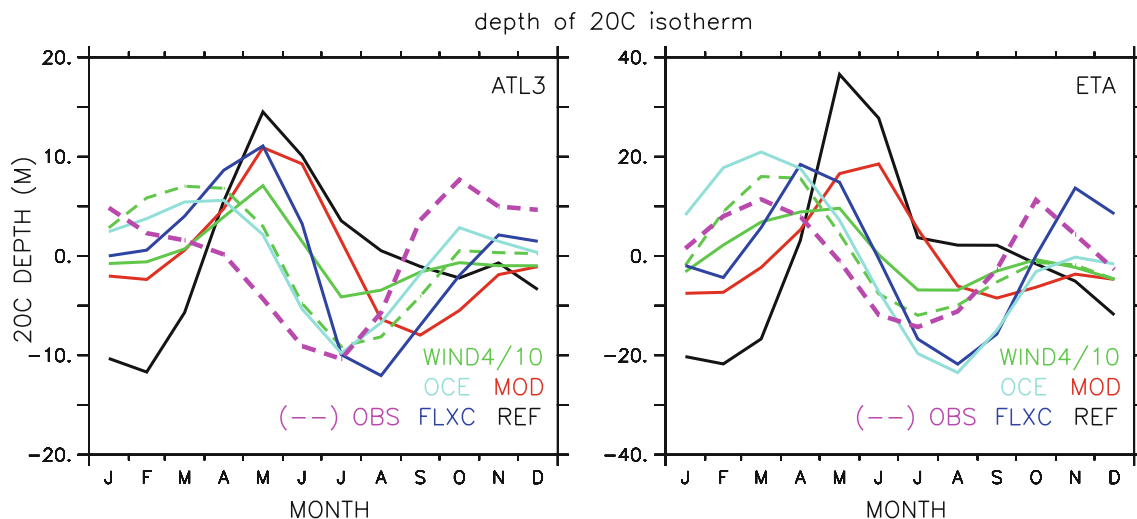 depth of 20C isotherm
20C DEPTH (M)
20.
10.
0.
-10.
-20.
ATL3
WIND4/10
OCE MOD
(--) OBS FLXC REF
J F M A M J J A S O N D
MONTH
40.
20.
0.
-20.
-40.
ETA
WIND4/10
OCE MOD
(--) OBS FLXC REF
J F M A M J J A S O N D
MONTH